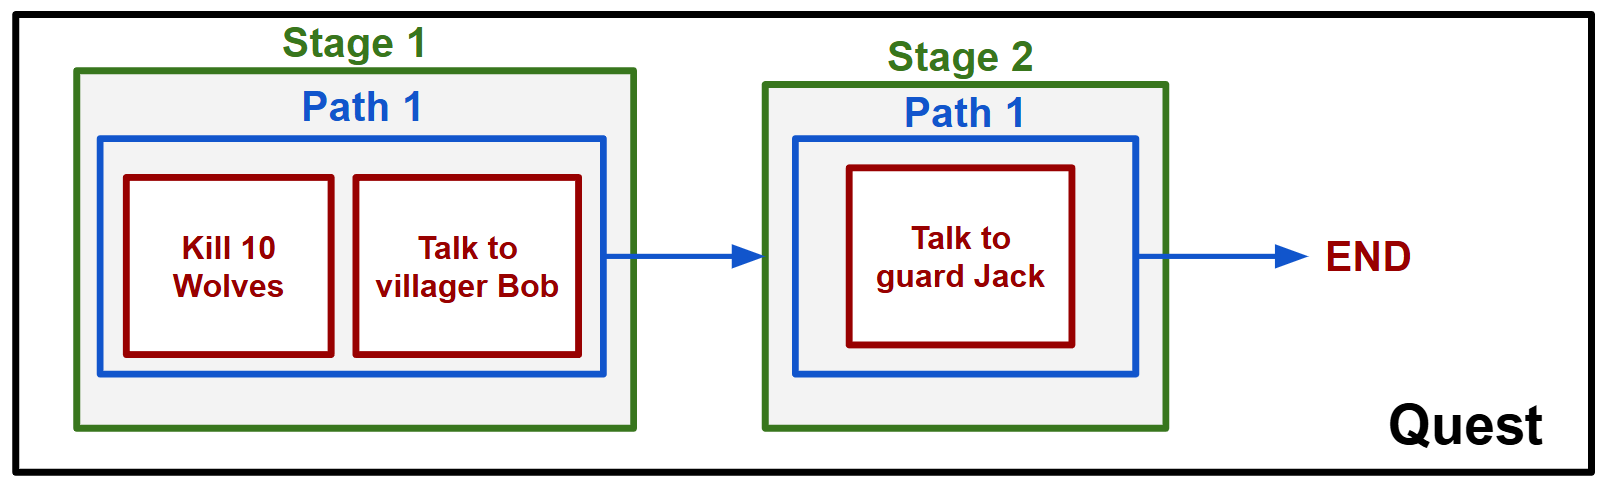 Stage 1
Path 1
Kill 10
Wolves
Talk to
villager Bob
Stage 2
Path 1
Talk to
guard Jack
END
Quest